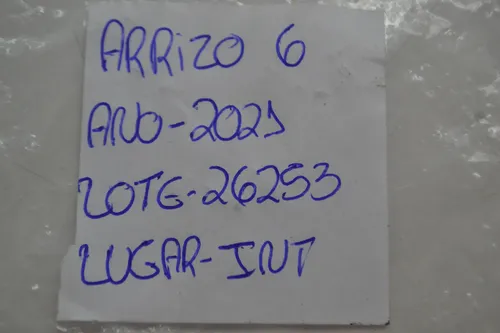 ARRiZO 6
ANO-2021
LOTE-26253
LUGAR-INT